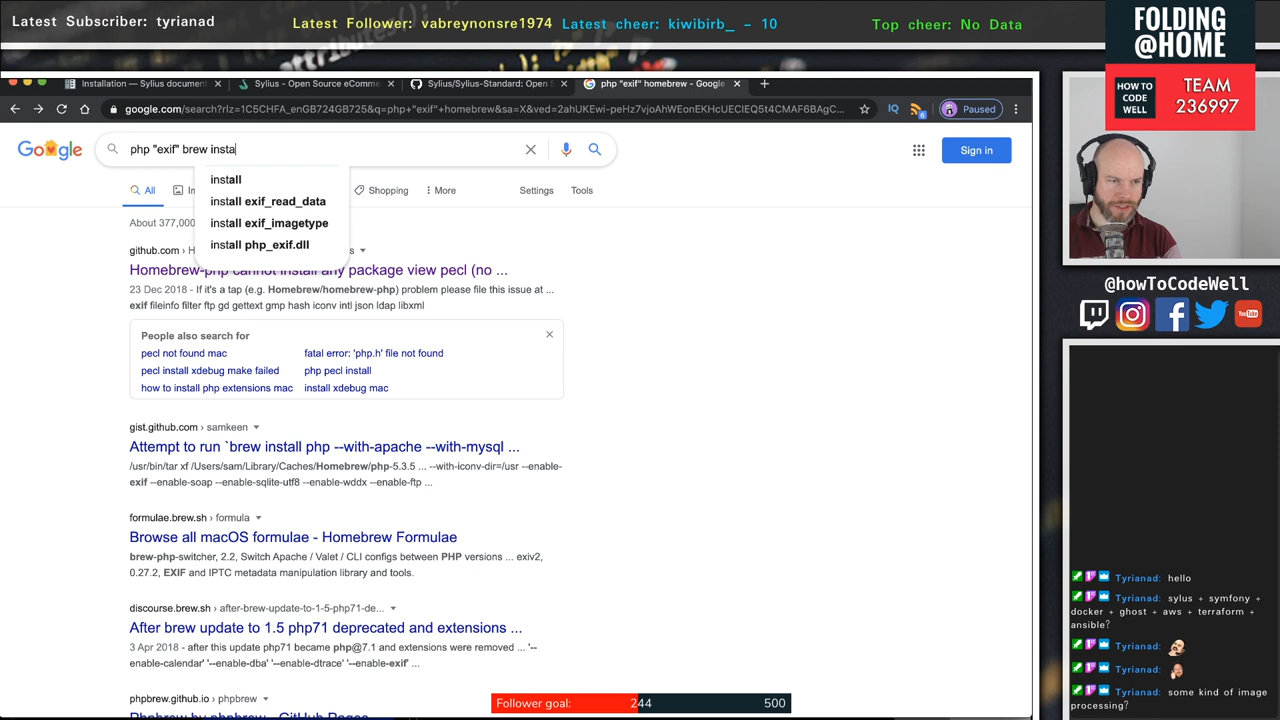 Latest Subscriber: tyrianad
Latest Follower: vabreynonsre1974
Latest cheer: kiwibirb_ – 10
Top cheer: No Data
FOLDING
@HOME
HOW TO
CODE
WELL
TEAM
236997
Installation — Sylius document
Sylius - Open Source eComme
Sylius/Sylius-Standard: Open S
php "exif" homebrew - Google
google.com/search?rlz=1C5CHFA_enGB724GB725&q=php+"exif"+homebrew&sa=X&ved=2ahUKEwi-peHz7vjoAhWEonEKHcUECIEQ5t4CMAF6BAgC...
IQ
6
Paused
php "exif" brew insta
Sign in
install
install exif_read_data
install exif_imagetype
install php_exif.dll
All
Shopping
More
Settings
Tools
About 377,000
github.com › H
Homebrew-php cannot install any package view pecl (no ...
23 Dec 2018 - If it's a tap (e.g. Homebrew/homebrew-php) problem please file this issue at ...
exif fileinfo filter ftp gd gettext gmp hash iconv intl json ldap libxml
People also search for
pecl not found mac
fatal error: 'php.h' file not found
pecl install xdebug make failed
php pecl install
how to install php extensions mac
install xdebug mac
gist.github.com › samkeen
Attempt to run `brew install php --with-apache --with-mysql ...
/usr/bin/tar xf /Users/sam/Library/Caches/Homebrew/php-5.3.5 ... --with-iconv-dir=/usr --enable-
exif --enable-soap --enable-sqlite-utf8 --enable-wddx --enable-ftp ...
formulae.brew.sh › formula
Browse all macOS formulae - Homebrew Formulae
brew-php-switcher, 2.2, Switch Apache / Valet / CLI configs between PHP versions ... exiv2,
0.27.2, EXIF and IPTC metadata manipulation library and tools.
discourse.brew.sh › after-brew-update-to-1-5-php71-de...
After brew update to 1.5 php71 deprecated and extensions ...
3 Apr 2018 - after this update php71 became php@7.1 and extensions were removed ... '--
enable-calendar' '--enable-dba' '--enable-dtrace' '--enable-exif' ...
phpbrew.github.io › phpbrew
Phpbrew by phpbrew - GitHub Pages
Follower goal:
244
500
@howToCodeWell
You Tube
Tyrianad: hello
Tyrianad: sylus + symfony +
docker + ghost + aws + terraform +
ansible?
Tyrianad:
Tyrianad:
Tyrianad: some kind of image
processing?